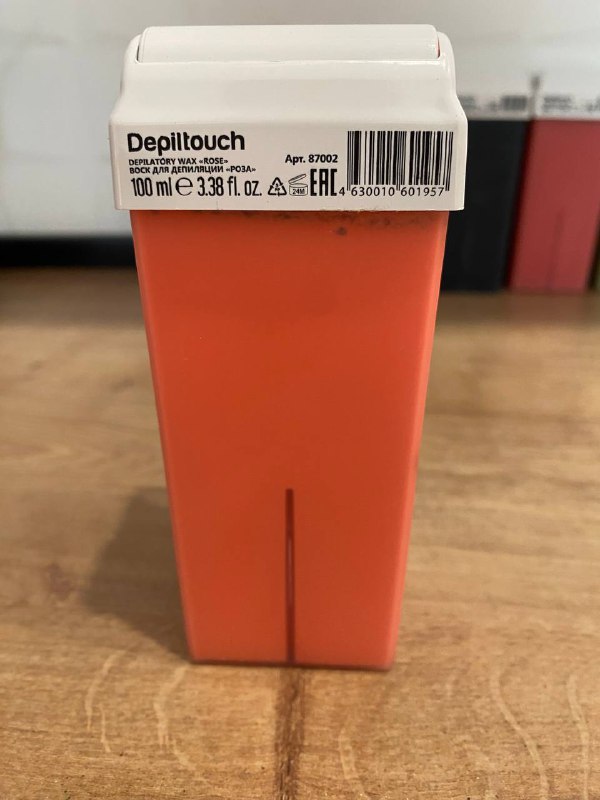 Depiltouch
DEPILATORY WAX «ROSE»
ВОСК ДЛЯ ДЕПИЛЯЦИИ «РОЗА»
Арт. 87002
100 ml ℮ 3.38 fl. oz. 24M EAC
4 630010 601957